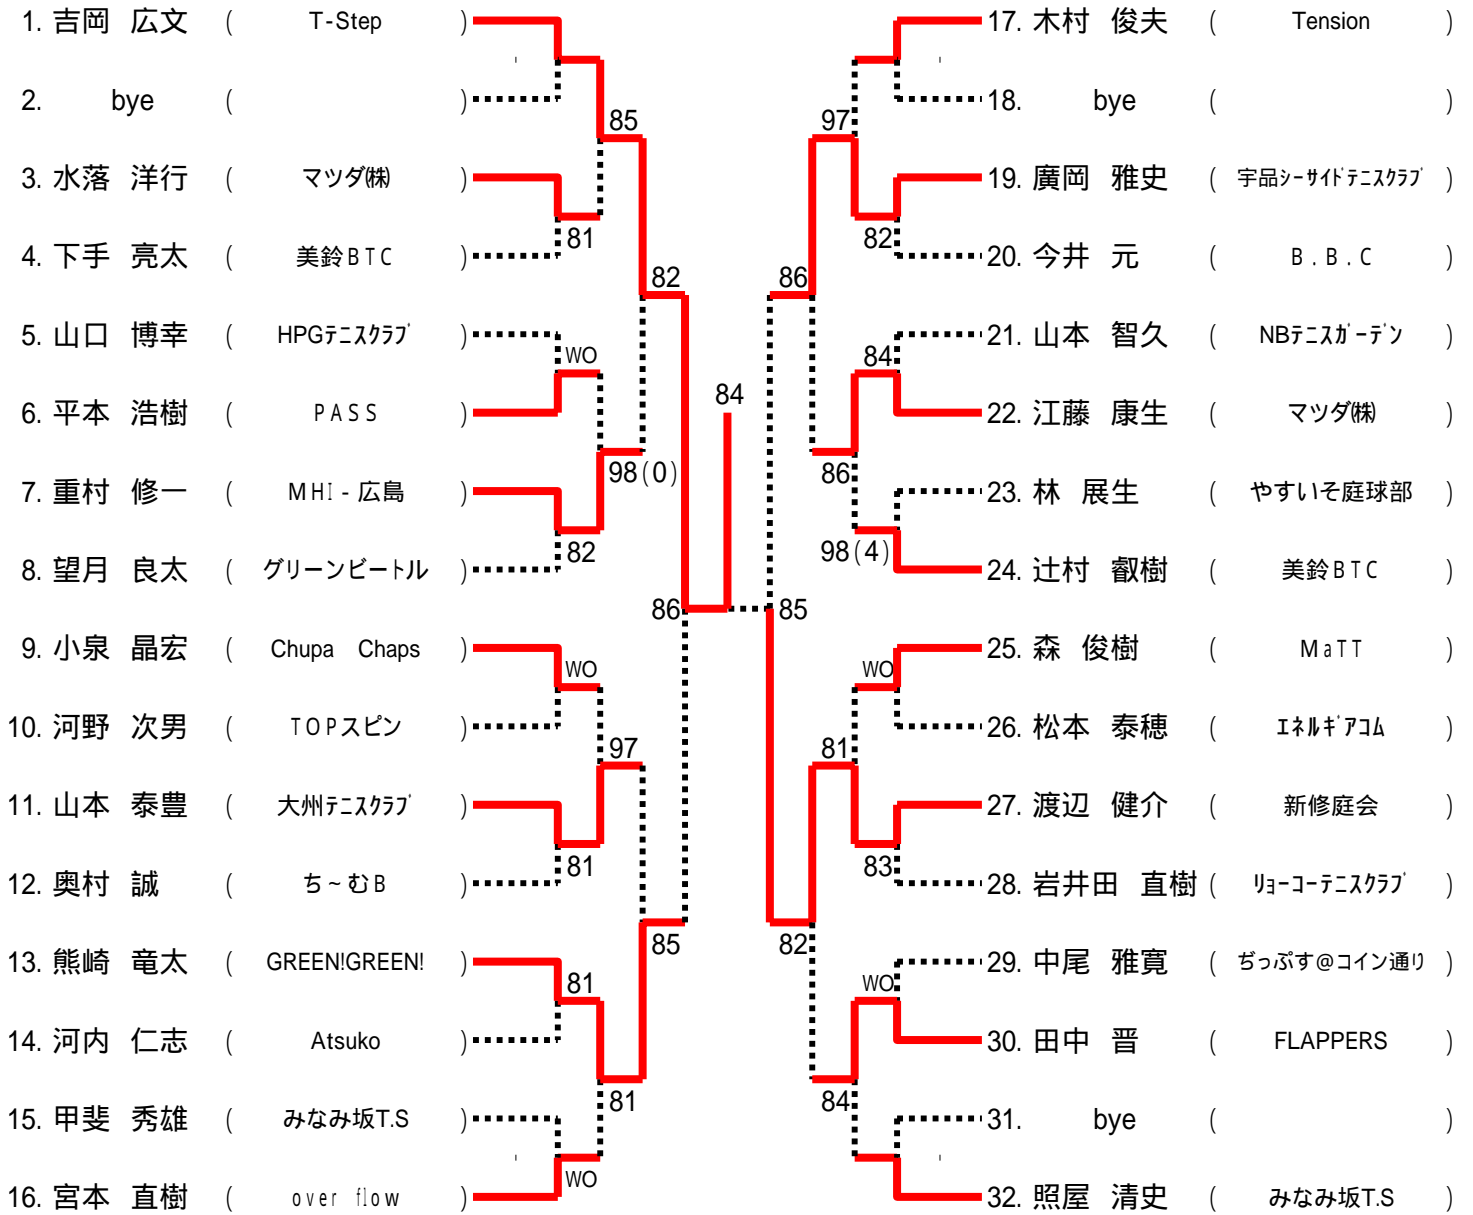 1. 吉岡 広文 ( T-Step )
2. bye ( )
85
3. 水落 洋行 ( マツダ㈱ )
81
4. 下手 亮太 ( 美鈴BTC )
82
5. 山口 博幸 ( HPGﾃﾆｽｸﾗﾌﾞ )
WO
6. 平本 浩樹 ( PASS )
98(0)
7. 重村 修一 ( MHI-広島 )
82
8. 望月 良太 ( グリーンビートル )
86
9. 小泉 晶宏 ( Chupa Chaps )
WO
10. 河野 次男 ( TOPスピン )
97
11. 山本 泰豊 ( 大州ﾃﾆｽｸﾗﾌﾞ )
81
12. 奥村 誠 ( ち~むB )
85
13. 熊崎 竜太 ( GREEN!GREEN! )
81
14. 河内 仁志 ( Atsuko )
81
15. 甲斐 秀雄 ( みなみ坂T.S )
WO
16. 宮本 直樹 ( over flow )
84
17. 木村 俊夫 ( Tension )
18. bye ( )
97
19. 廣岡 雅史 ( 宇品ｼｰｻｲﾄﾞﾃﾆｽｸﾗﾌﾞ )
82
20. 今井 元 ( B.B.C )
86
21. 山本 智久 ( NBﾃﾆｽｶﾞｰﾃﾞﾝ )
84
22. 江藤 康生 ( マツダ㈱ )
86
23. 林 展生 ( やすいそ庭球部 )
98(4)
24. 辻村 叡樹 ( 美鈴BTC )
85
25. 森 俊樹 ( MaTT )
WO
26. 松本 泰穂 ( ｴﾈﾙｷﾞｱｺﾑ )
81
27. 渡辺 健介 ( 新修庭会 )
83
28. 岩井田 直樹 ( ﾘｮｰｺｰﾃﾆｽｸﾗﾌﾞ )
82
29. 中尾 雅寛 ( ぢっぷす@コイン通り )
WO
30. 田中 晋 ( FLAPPERS )
84
31. bye ( )
32. 照屋 清史 ( みなみ坂T.S )